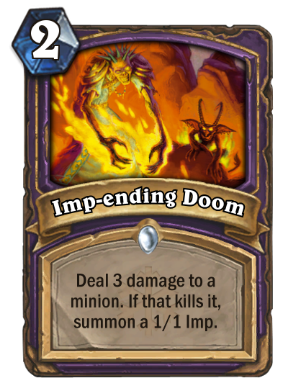 2
Imp-ending Doom
Deal 3 damage to a
minion. If that kills it,
summon a 1/1 Imp.